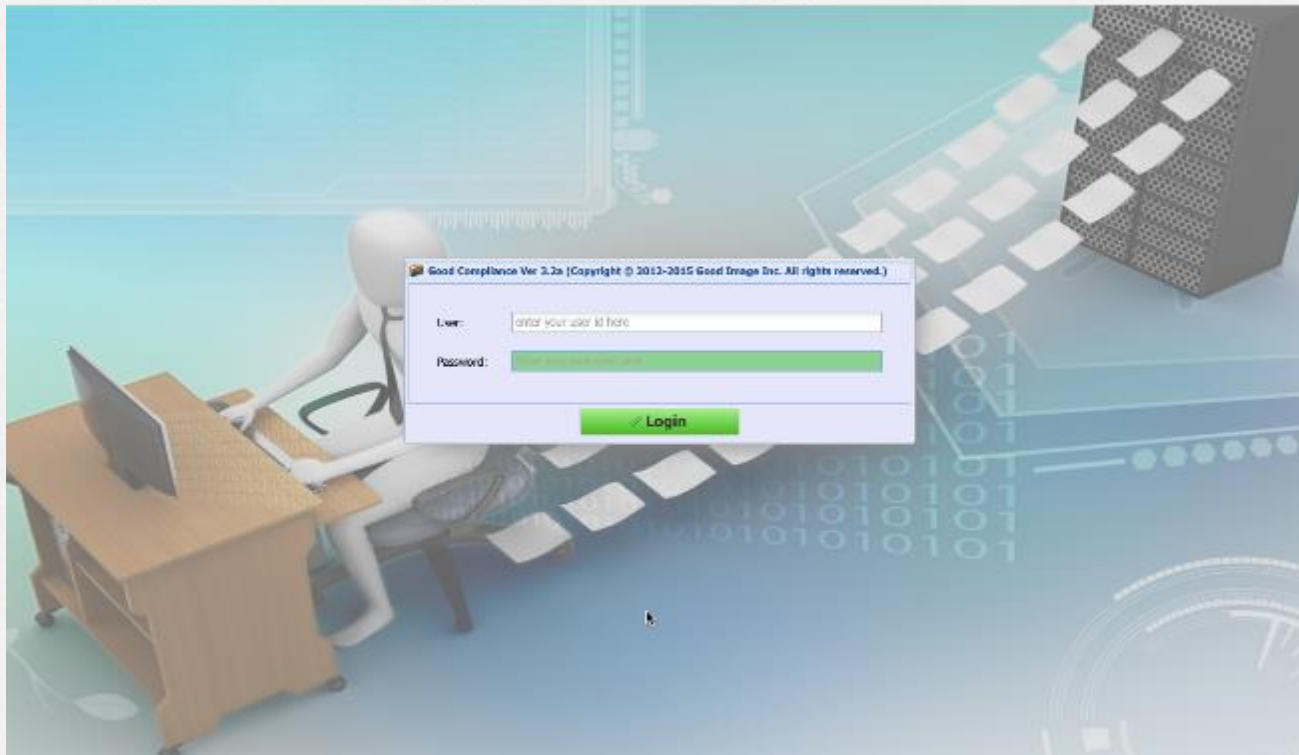 Good Compliance Ver 3.2a (Copyright © 2012-2015 Good Image Inc. All rights reserved.)
User: enter your user id here
Password:
Login